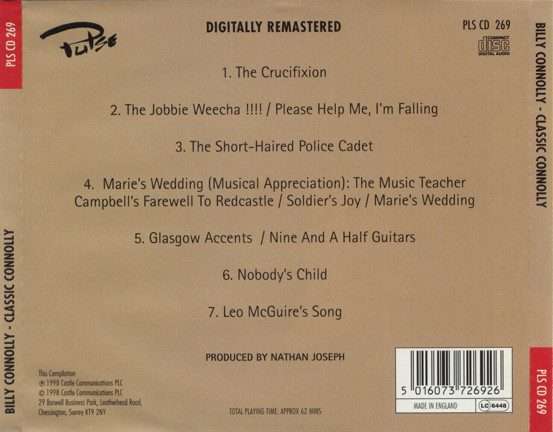 PLS CD 269
BILLY CONNOLLY - CLASSIC CONNOLLY
Pulse
DIGITALLY REMASTERED
PLS CD 269
COMPACT
disc
DIGITAL AUDIO
1. The Crucifixion
2. The Jobbie Weecha !!!! / Please Help Me, I'm Falling
3. The Short-Haired Police Cadet
4. Marie's Wedding (Musical Appreciation): The Music Teacher
Campbell's Farewell To Redcastle / Soldier's Joy / Marie's Wedding
5. Glasgow Accents / Nine And A Half Guitars
6. Nobody's Child
7. Leo McGuire's Song
PRODUCED BY NATHAN JOSEPH
This Compilation
℗ 1998 Castle Communications PLC
© 1998 Castle Communications PLC
29 Barwell Business Park, Leatherhead Road,
Chessington, Surrey KT9 2NY
TOTAL PLAYING TIME: APPROX 62 MINS
5 016073 726926
MADE IN ENGLAND
LC 6448
BILLY CONNOLLY - CLASSIC CONNOLLY
PLS CD 269